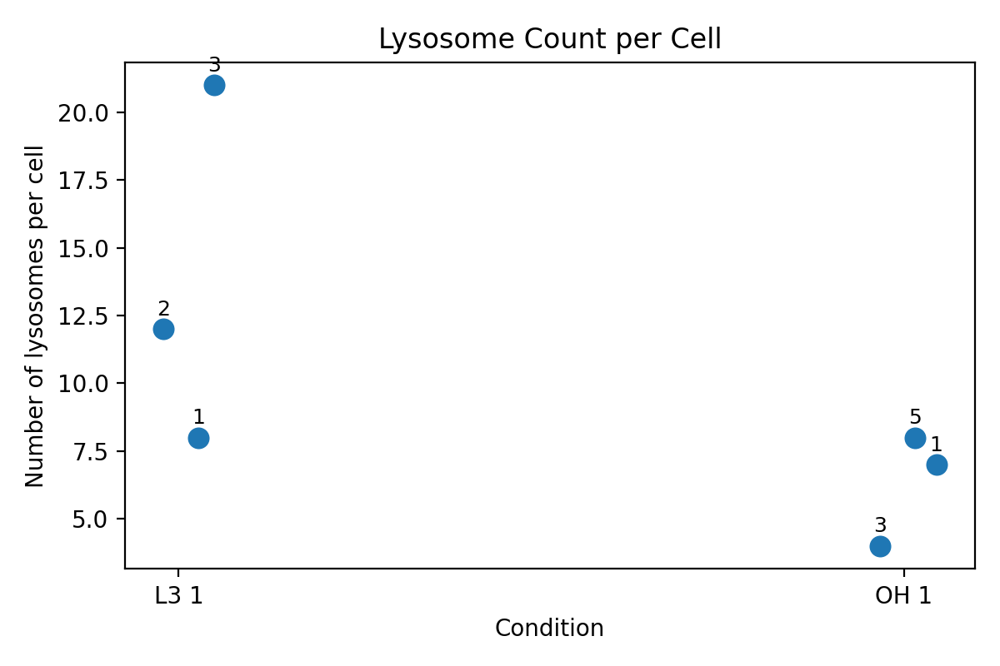 Lysosome Count per Cell
3
20.0
17.5
15.0
2
12.5
10.0
1
5
7.5
1
5.0
3
Number of lysosomes per cell
L3 1
OH 1
Condition